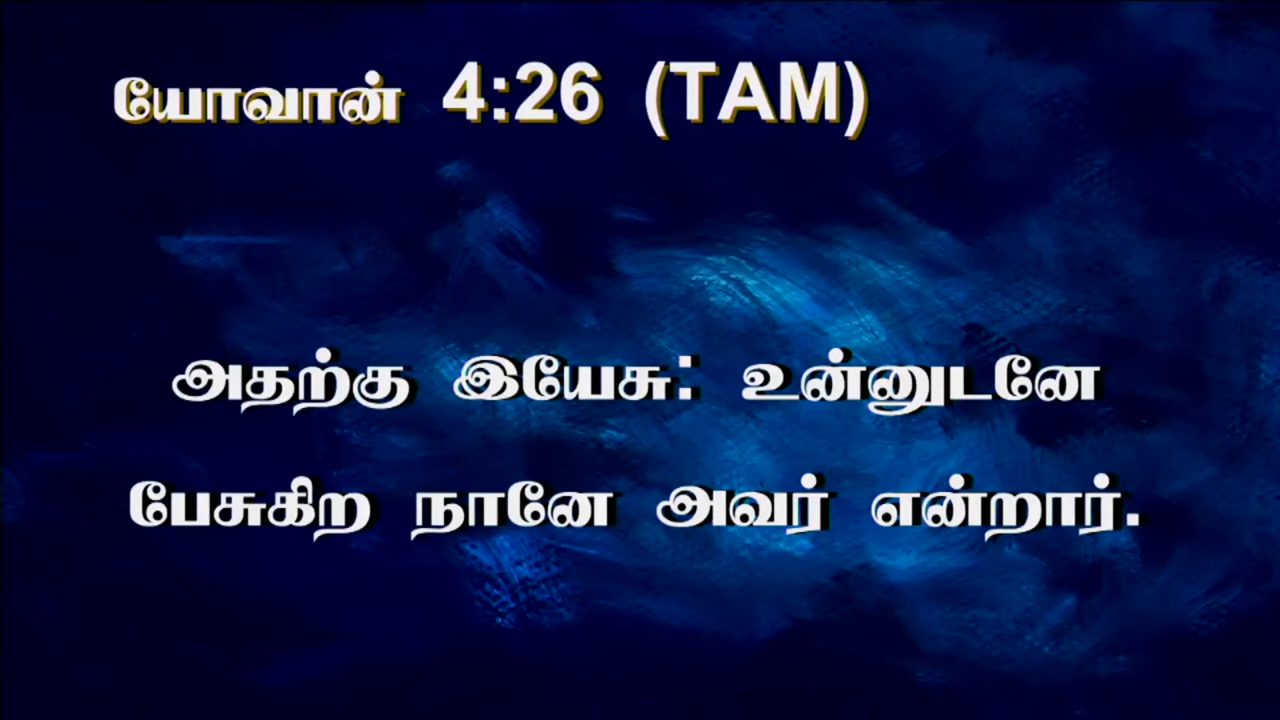 யோவான் 4:26 (TAM)
அதற்கு இயேசு: உன்னுடனே
பேசுகிற நானே அவர் என்றார்.